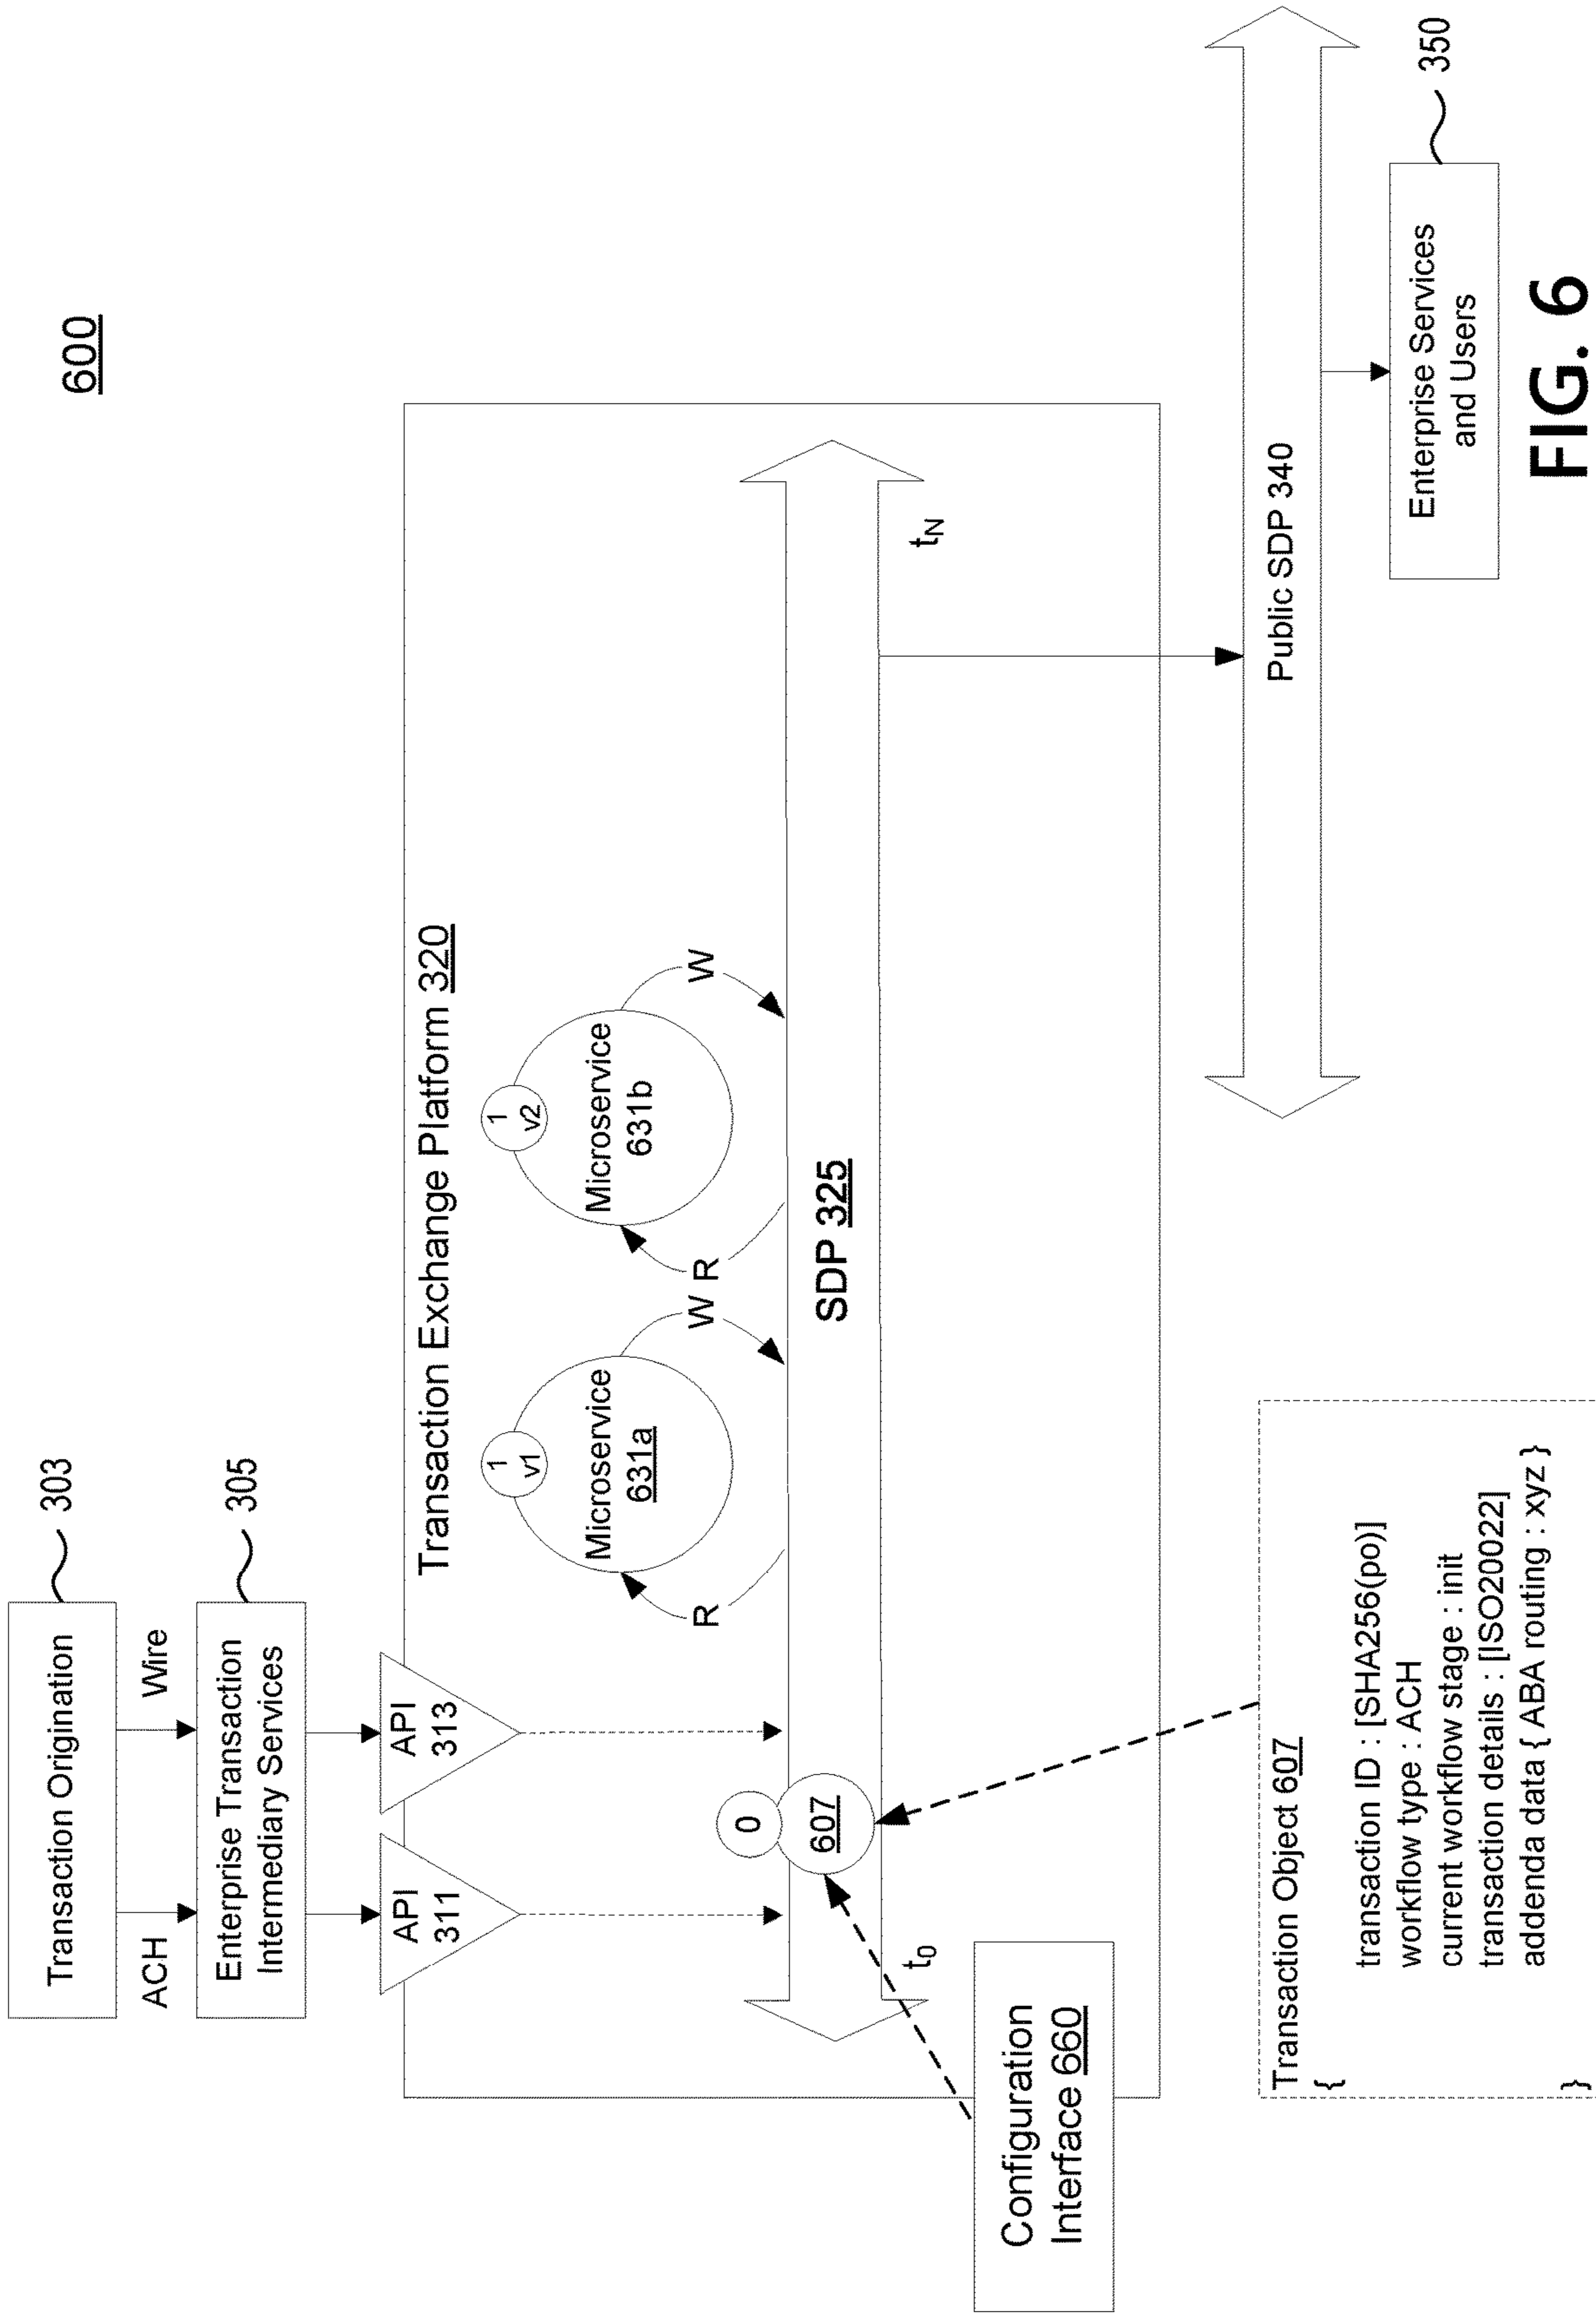 600
Transaction Origination
303
ACH
Wire
Enterprise Transaction
Intermediary Services
305
API
311
API
313
Transaction Exchange Platform 320
1
v1
Microservice
631a
R
W
1
v2
Microservice
631b
R
W
0
607
SDP 325
t0
tN
Configuration
Interface 660
Public SDP 340
Transaction Object 607
{
transaction ID : [SHA256(po)]
workflow type : ACH
current workflow stage : init
transaction details : [ISO20022]
addenda data { ABA routing : xyz }
}
Enterprise Services
and Users
350
FIG. 6